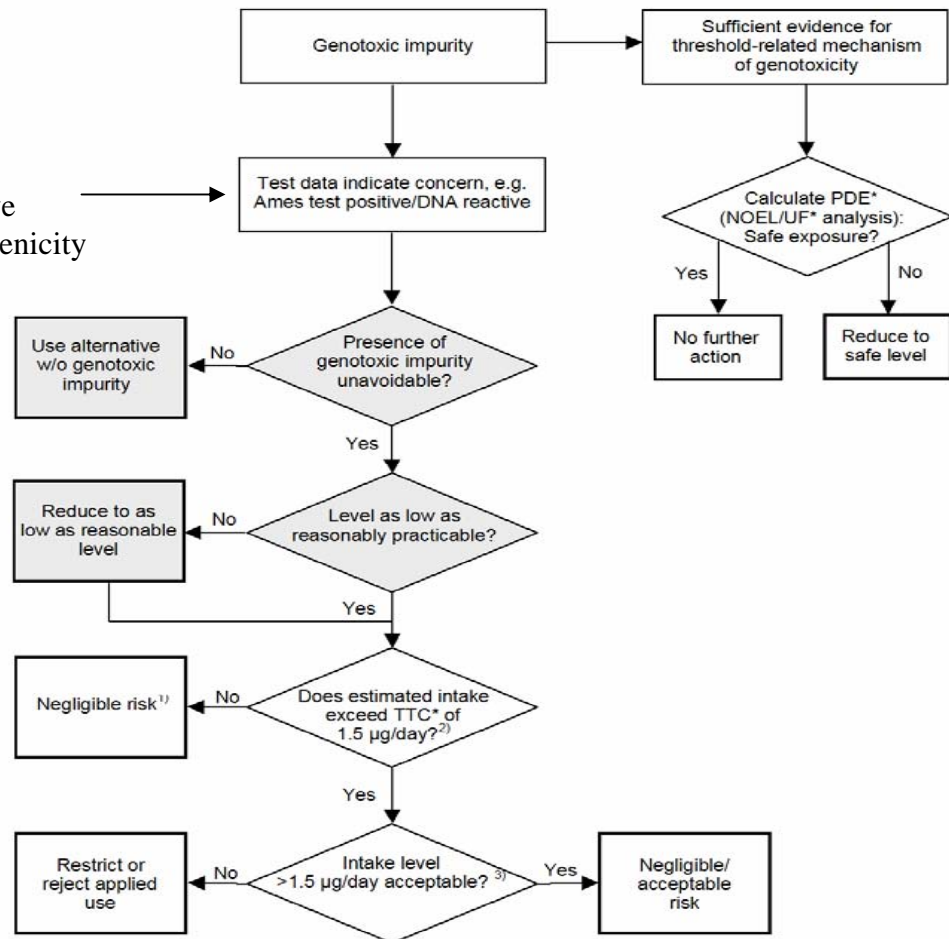 Genotoxic impurity
Sufficient evidence for
threshold-related mechanism
of genotoxicity
Test data indicate concern, e.g.
Ames test positive/DNA reactive
Calculate PDE*
(NOEL/UF* analysis):
Safe exposure?
Yes
No
No further
action
Reduce to
safe level
Use alternative
w/o genotoxic
impurity
No
Presence of
genotoxic impurity
unavoidable?
Yes
Reduce to as
low as reasonable
level
No
Level as low as
reasonably practicable?
Yes
Negligible risk¹⁾
No
Does estimated intake
exceed TTC* of
1.5 µg/day?²⁾
Yes
Restrict or
reject applied
use
No
Intake level
>1.5 µg/day acceptable? ³⁾
Yes
Negligible/
acceptable
risk